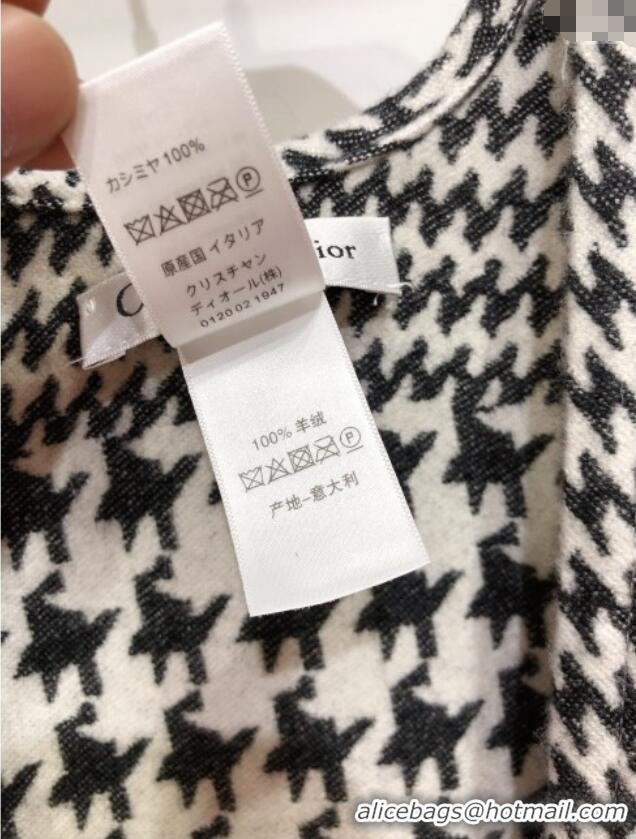 カシミヤ 100%
P
原産国 イタリア
クリスチャン
ディオール(株)
0120 02 1947
C ior
100% 羊绒
P
产地-意大利
alicebags@hotmail.com